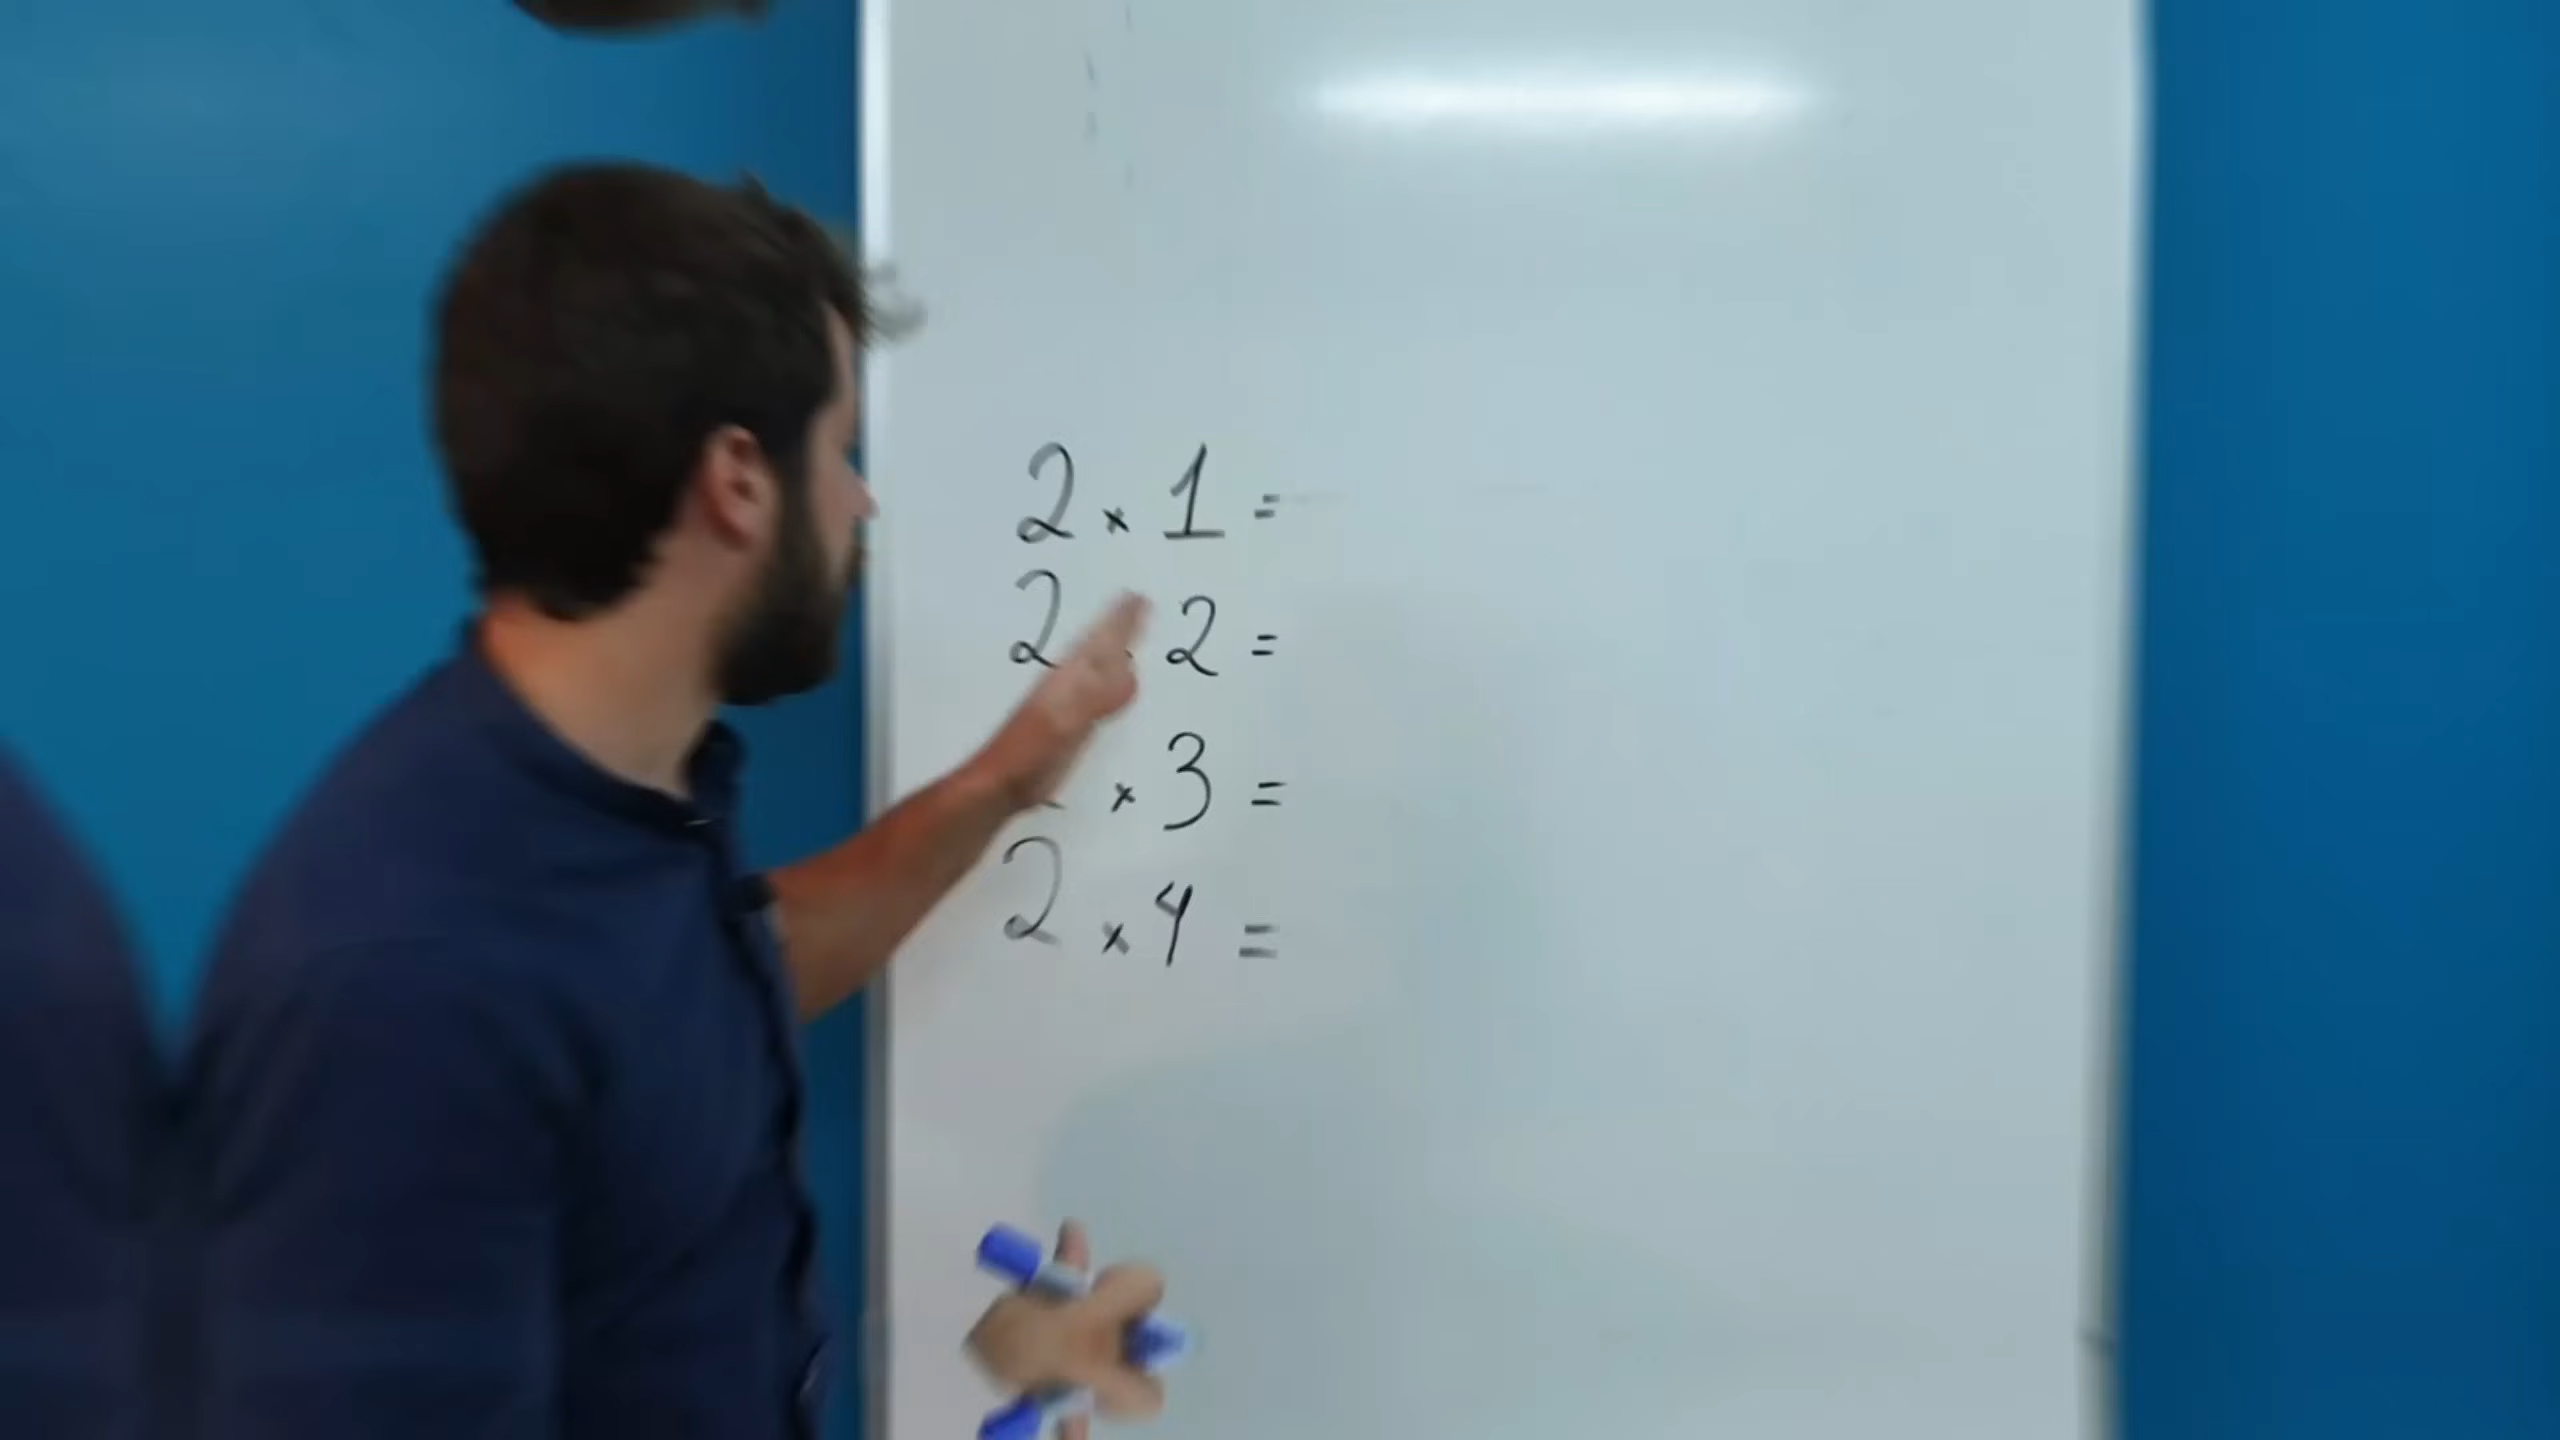 2 × 1 =
2 2 =
× 3 =
2 × 4 =